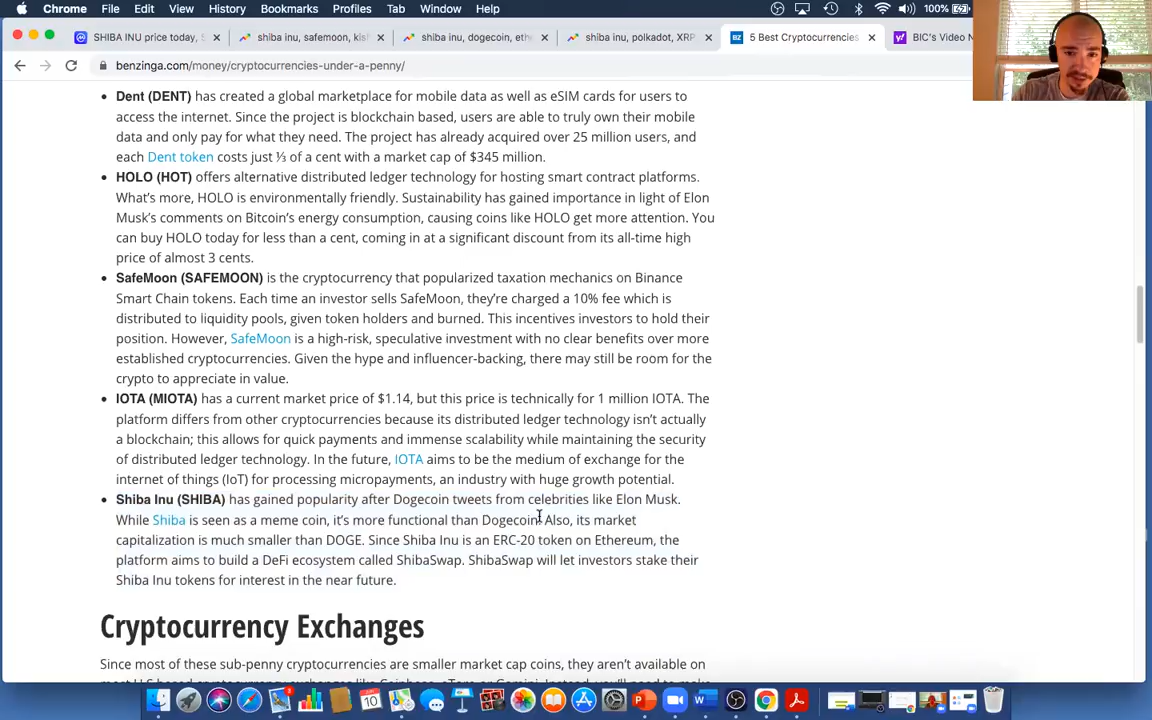 Chrome File Edit View History Bookmarks Profiles Tab Window Help 100%
SHIBA INU price today, S shiba inu, safemoon, kish shiba inu, dogecoin, ethe shiba inu, polkadot, XRP 5 Best Cryptocurrencies BIC's Video N
benzinga.com/money/cryptocurrencies-under-a-penny/
• Dent (DENT) has created a global marketplace for mobile data as well as eSIM cards for users to
access the internet. Since the project is blockchain based, users are able to truly own their mobile
data and only pay for what they need. The project has already acquired over 25 million users, and
each Dent token costs just ⅓ of a cent with a market cap of $345 million.
• HOLO (HOT) offers alternative distributed ledger technology for hosting smart contract platforms.
What's more, HOLO is environmentally friendly. Sustainability has gained importance in light of Elon
Musk's comments on Bitcoin's energy consumption, causing coins like HOLO get more attention. You
can buy HOLO today for less than a cent, coming in at a significant discount from its all-time high
price of almost 3 cents.
• SafeMoon (SAFEMOON) is the cryptocurrency that popularized taxation mechanics on Binance
Smart Chain tokens. Each time an investor sells SafeMoon, they're charged a 10% fee which is
distributed to liquidity pools, given token holders and burned. This incentives investors to hold their
position. However, SafeMoon is a high-risk, speculative investment with no clear benefits over more
established cryptocurrencies. Given the hype and influencer-backing, there may still be room for the
crypto to appreciate in value.
• IOTA (MIOTA) has a current market price of $1.14, but this price is technically for 1 million IOTA. The
platform differs from other cryptocurrencies because its distributed ledger technology isn't actually
a blockchain; this allows for quick payments and immense scalability while maintaining the security
of distributed ledger technology. In the future, IOTA aims to be the medium of exchange for the
internet of things (IoT) for processing micropayments, an industry with huge growth potential.
• Shiba Inu (SHIBA) has gained popularity after Dogecoin tweets from celebrities like Elon Musk.
While Shiba is seen as a meme coin, it's more functional than Dogecoin. Also, its market
capitalization is much smaller than DOGE. Since Shiba Inu is an ERC-20 token on Ethereum, the
platform aims to build a DeFi ecosystem called ShibaSwap. ShibaSwap will let investors stake their
Shiba Inu tokens for interest in the near future.
Cryptocurrency Exchanges
Since most of these sub-penny cryptocurrencies are smaller market cap coins, they aren't available on